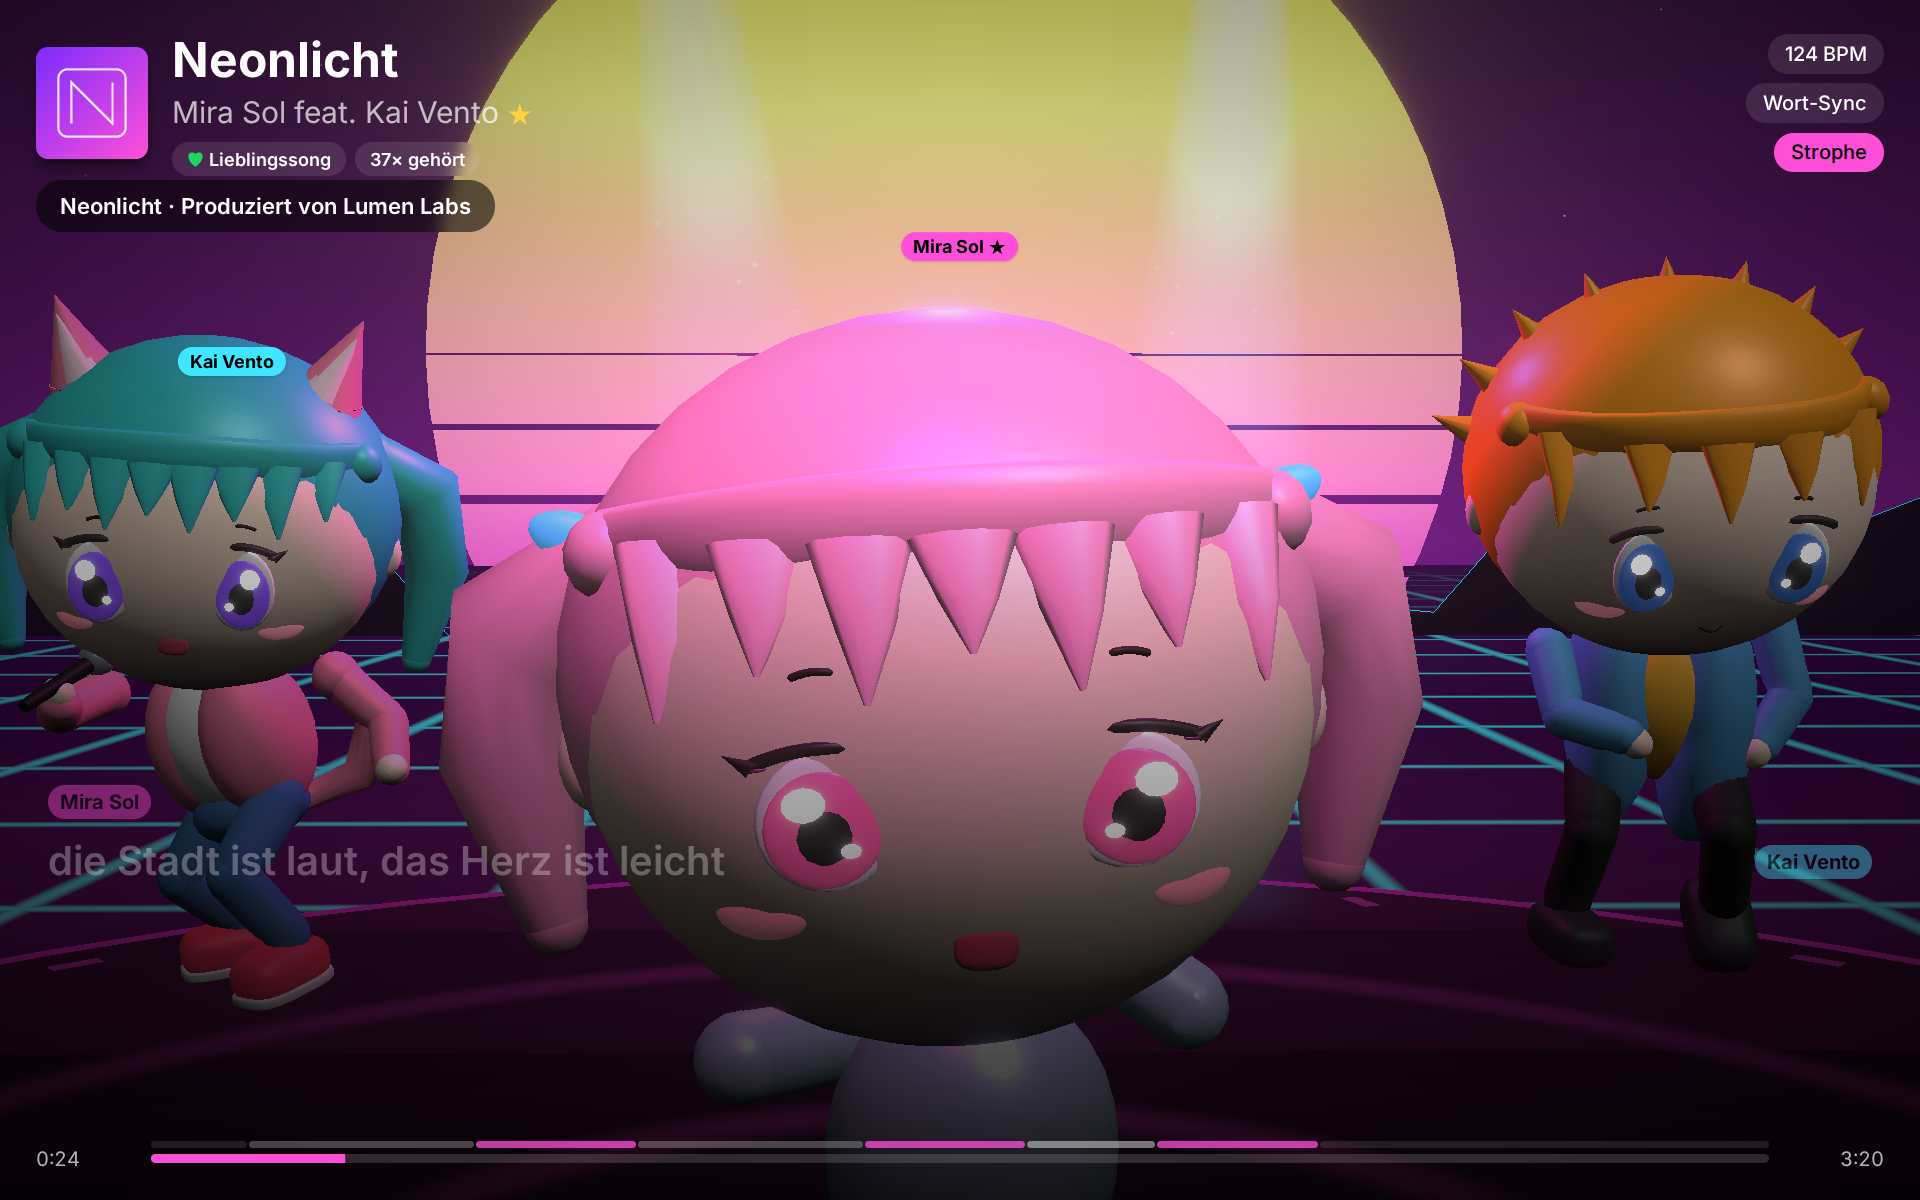 N
Neonlicht
Mira Sol feat. Kai Vento ★
Lieblingssong
37× gehört
Neonlicht · Produziert von Lumen Labs
124 BPM
Wort-Sync
Strophe
Mira Sol ★
Kai Vento
Mira Sol
die Stadt ist laut, das Herz ist leicht
Kai Vento
0:24
3:20